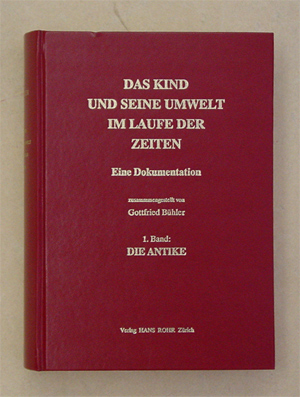 DAS KIND
UND SEINE UMWELT
IM LAUFE DER
ZEITEN
Eine Dokumentation
zusammengestellt von
Gottfried Bühler
1. Band:
DIE ANTIKE
Verlag HANS ROHR Zürich